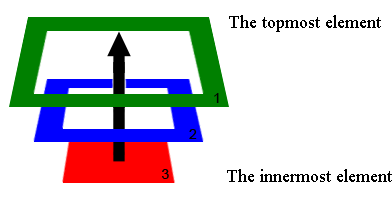 The topmost element
1
2
3
The innermost element